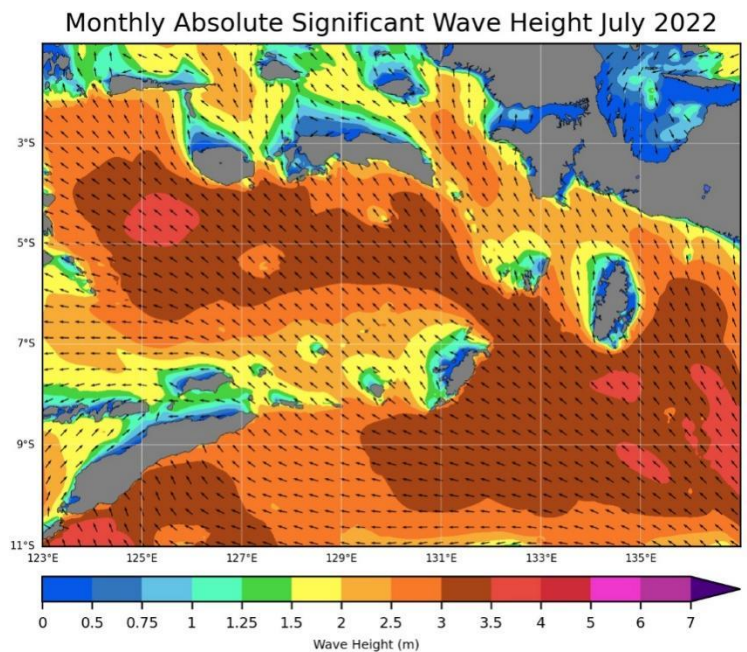 Monthly Absolute Significant Wave Height July 2022
3°S
5°S
7°S
9°S
11°S
123°E 125°E 127°E 129°E 131°E 133°E 135°E
0 0.5 0.75 1 1.25 1.5 2 2.5 3 3.5 4 5 6 7
Wave Height (m)